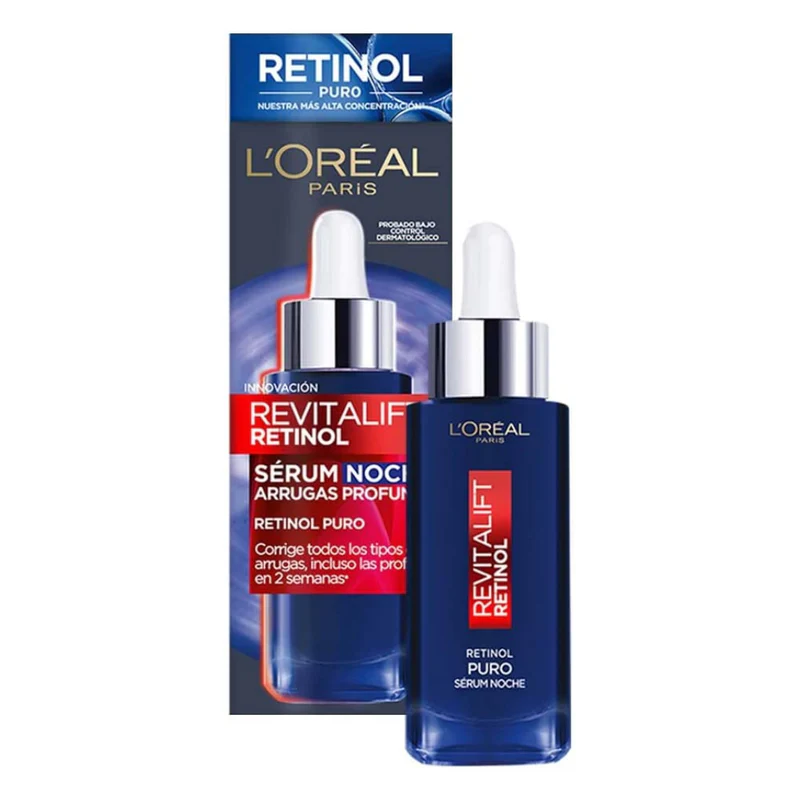 RETINOL
PURO
NUESTRA MÁS ALTA CONCENTRACIÓN
L'ORÉAL
PARIS
PROBADO BAJO
CONTROL
DERMATOLÓGICO
INNOVACIÓN
REVITALIFT
RETINOL
SÉRUM NOCH
ARRUGAS PROFUN
RETINOL PURO
Corrige todos los tipos
arrugas, incluso las prof
en 2 semanas*
L'ORÉAL
PARIS
REVITALIFT
RETINOL
RETINOL
PURO
SÉRUM NOCHE